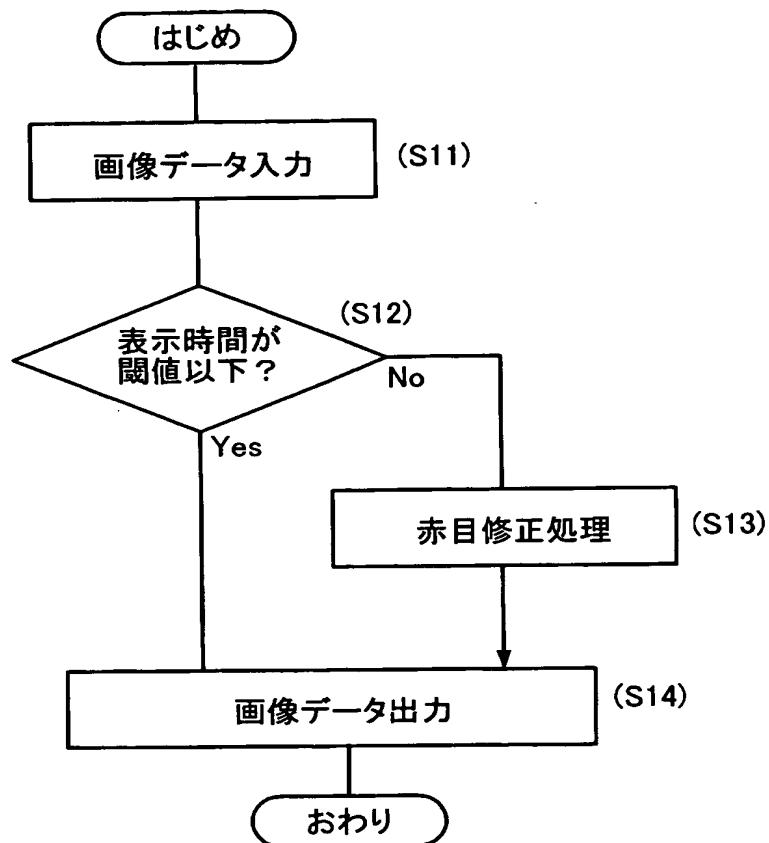 はじめ
画像データ入力
(S11)
(S12)
表示時間が
閾値以下？
No
Yes
赤目修正処理
(S13)
画像データ出力
(S14)
おわり